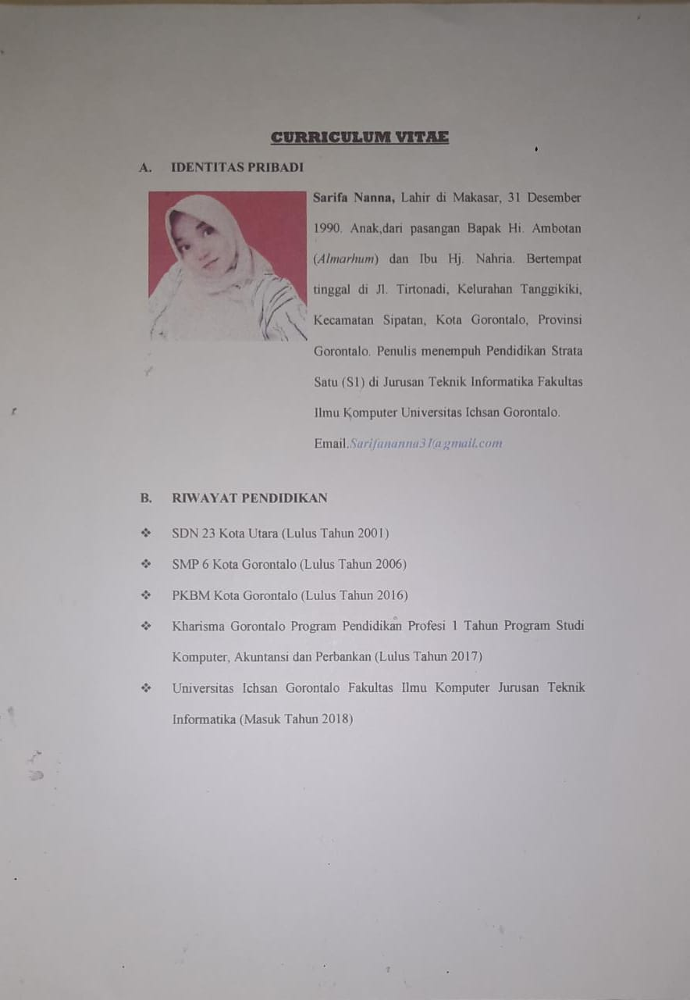 CURRICULUM VITAE
A. IDENTITAS PRIBADI
Sarifa Nanna, Lahir di Makasar, 31 Desember
1990. Anak,dari pasangan Bapak Hi. Ambotan
(Almarhum) dan Ibu Hj. Nahria. Bertempat
tinggal di Jl. Tirtonadi, Kelurahan Tanggikiki,
Kecamatan Sipatan, Kota Gorontalo, Provinsi
Gorontalo. Penulis menempuh Pendidikan Strata
Satu (S1) di Jurusan Teknik Informatika Fakultas
Ilmu Komputer Universitas Ichsan Gorontalo.
Email.Sarifananna31@gmail.com
B. RIWAYAT PENDIDIKAN
❖ SDN 23 Kota Utara (Lulus Tahun 2001)
❖ SMP 6 Kota Gorontalo (Lulus Tahun 2006)
❖ PKBM Kota Gorontalo (Lulus Tahun 2016)
❖ Kharisma Gorontalo Program Pendidikan Profesi 1 Tahun Program Studi
Komputer, Akuntansi dan Perbankan (Lulus Tahun 2017)
❖ Universitas Ichsan Gorontalo Fakultas Ilmu Komputer Jurusan Teknik
Informatika (Masuk Tahun 2018)